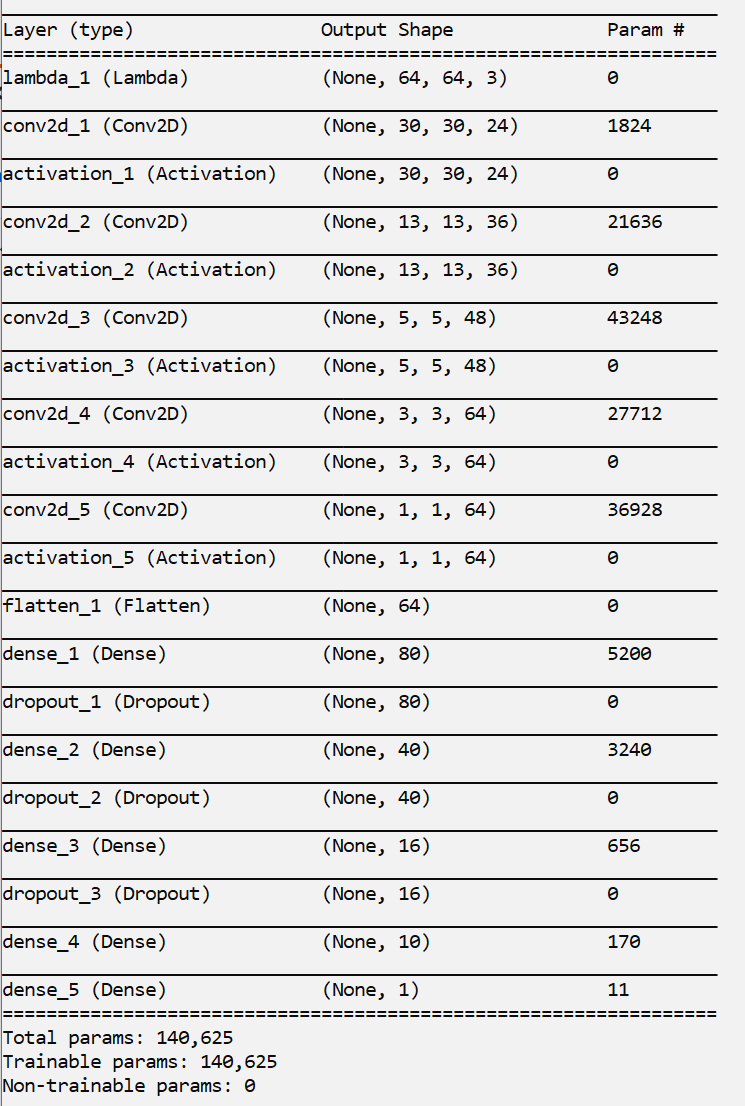 Layer (type)                 Output Shape              Param #
=================================================================
lambda_1 (Lambda)            (None, 64, 64, 3)         0
conv2d_1 (Conv2D)            (None, 30, 30, 24)        1824
activation_1 (Activation)    (None, 30, 30, 24)        0
conv2d_2 (Conv2D)            (None, 13, 13, 36)        21636
activation_2 (Activation)    (None, 13, 13, 36)        0
conv2d_3 (Conv2D)            (None, 5, 5, 48)          43248
activation_3 (Activation)    (None, 5, 5, 48)          0
conv2d_4 (Conv2D)            (None, 3, 3, 64)          27712
activation_4 (Activation)    (None, 3, 3, 64)          0
conv2d_5 (Conv2D)            (None, 1, 1, 64)          36928
activation_5 (Activation)    (None, 1, 1, 64)          0
flatten_1 (Flatten)          (None, 64)                0
dense_1 (Dense)              (None, 80)                5200
dropout_1 (Dropout)          (None, 80)                0
dense_2 (Dense)              (None, 40)                3240
dropout_2 (Dropout)          (None, 40)                0
dense_3 (Dense)              (None, 16)                656
dropout_3 (Dropout)          (None, 16)                0
dense_4 (Dense)              (None, 10)                170
dense_5 (Dense)              (None, 1)                 11
=================================================================
Total params: 140,625
Trainable params: 140,625
Non-trainable params: 0